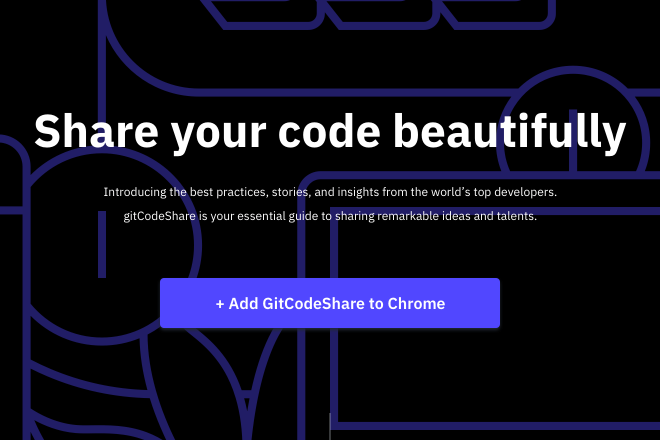 Share your code beautifully
Introducing the best practices, stories, and insights from the world’s top developers.
gitCodeShare is your essential guide to sharing remarkable ideas and talents.
+ Add GitCodeShare to Chrome